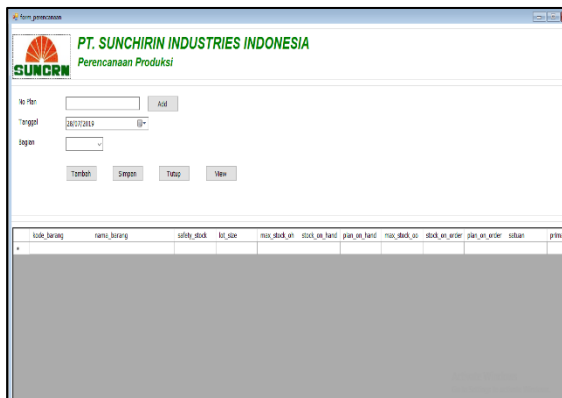 form_perencanaan
PT. SUNCHIRIN INDUSTRIES INDONESIA
SUNCRN
Perencanaan Produksi
No Plan
Add
Tanggal
28/07/2019
Bagian
Tambah Simpan Tutup View
kode_barang nama_barang safety_stock lot_size max_stock_on stock_on_hand plan_on_hand max_stock_oo stock_on_order plan_on_order satuan prim